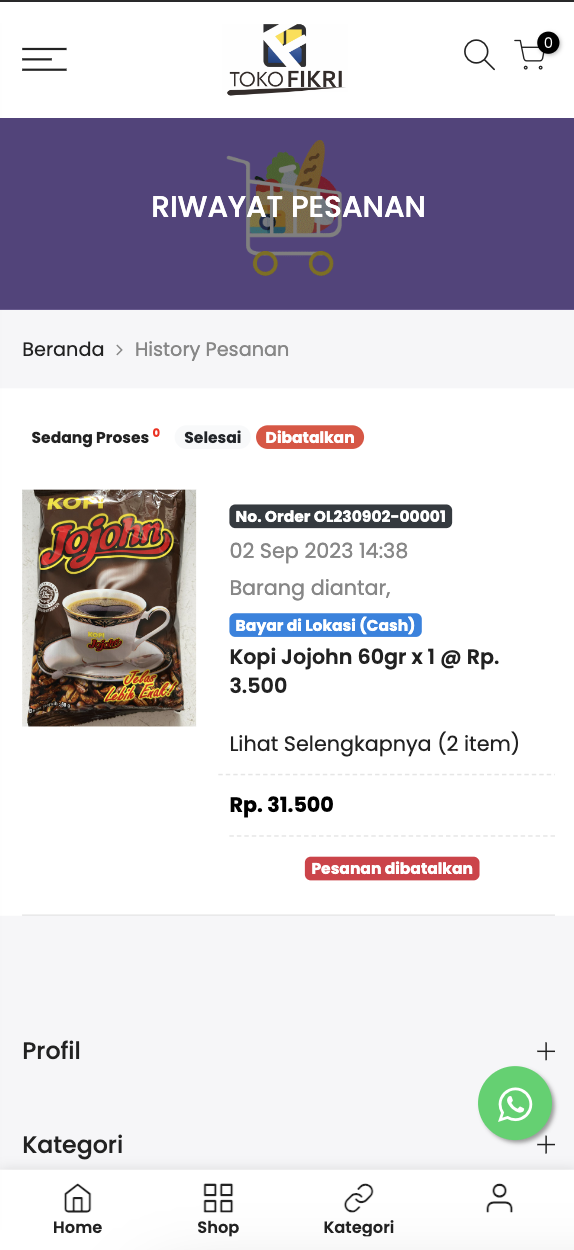 0
TOKO FIKRI
RIWAYAT PESANAN
Beranda > History Pesanan
Sedang Proses 0 Selesai Dibatalkan
KOPI
Jojohn
KOPI
Jojohn
Jelas
Lebih Enak!
No. Order OL230902-00001
02 Sep 2023 14:38
Barang diantar,
Bayar di Lokasi (Cash)
Kopi Jojohn 60gr x 1 @ Rp.
3.500
Lihat Selengkapnya (2 item)
Rp. 31.500
Pesanan dibatalkan
Profil
Kategori
Home Shop Kategori